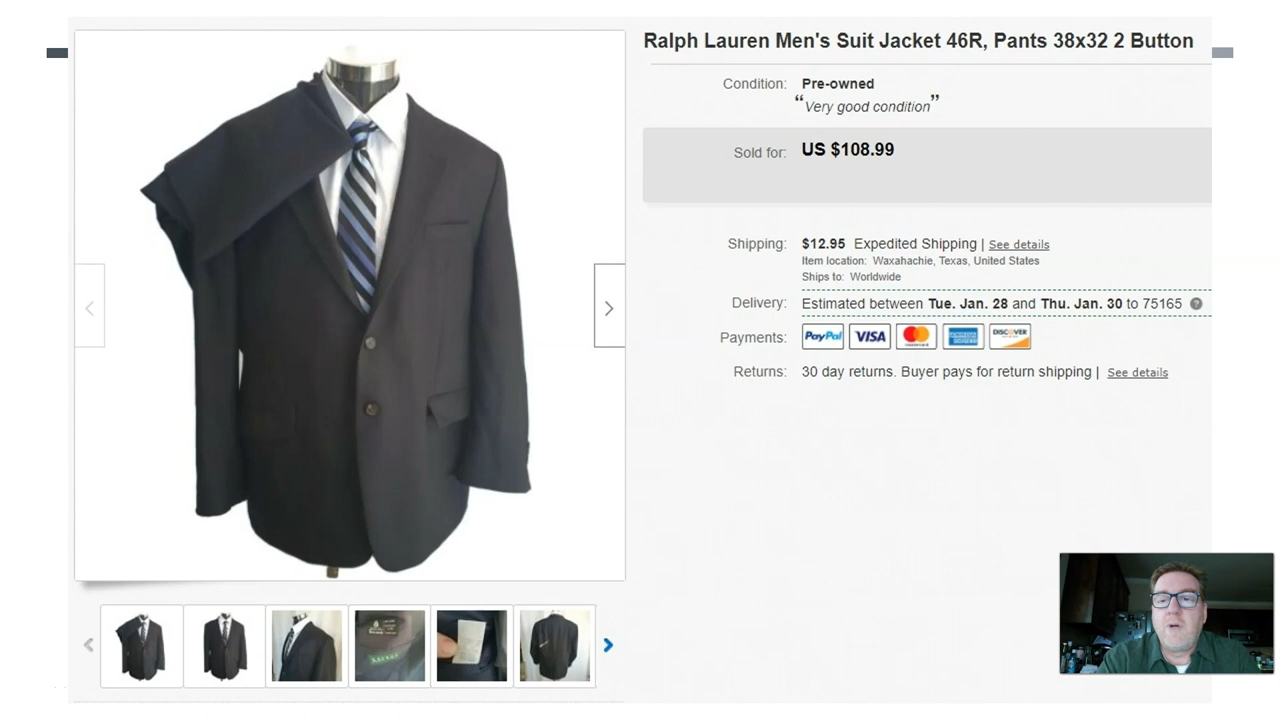 Ralph Lauren Men's Suit Jacket 46R, Pants 38x32 2 Button
Condition: Pre-owned
“Very good condition”
Sold for: US $108.99
Shipping: $12.95 Expedited Shipping | See details
Item location: Waxahachie, Texas, United States
Ships to: Worldwide
Delivery: Estimated between Tue. Jan. 28 and Thu. Jan. 30 to 75165 ?
Payments: PayPal VISA mastercard DISCOVER
Returns: 30 day returns. Buyer pays for return shipping | See details